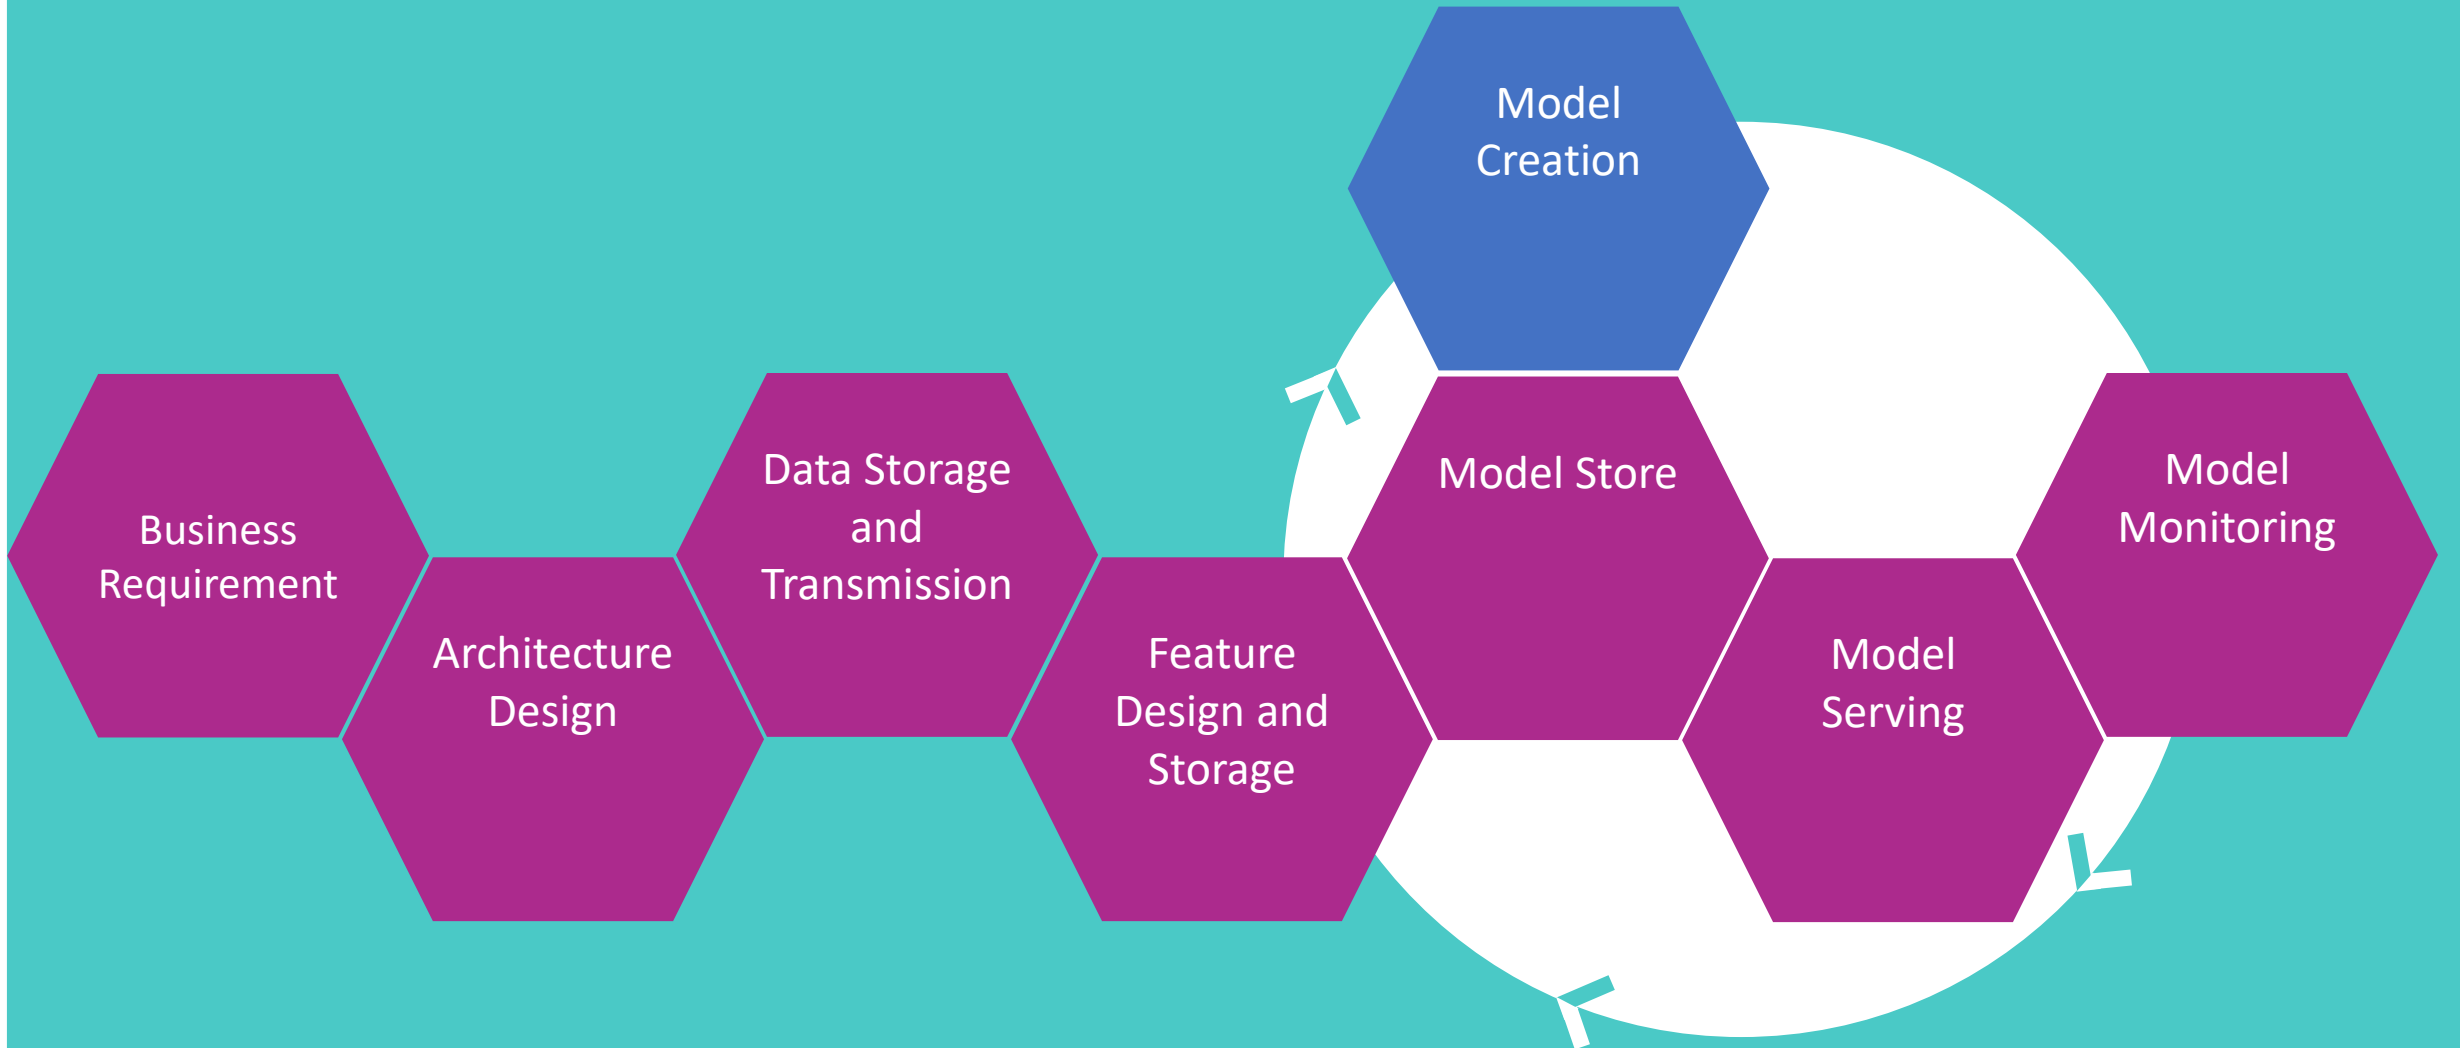 Business
Requirement
Architecture
Design
Data Storage
and
Transmission
Feature
Design and
Storage
Model
Creation
Model Store
Model
Serving
Model
Monitoring